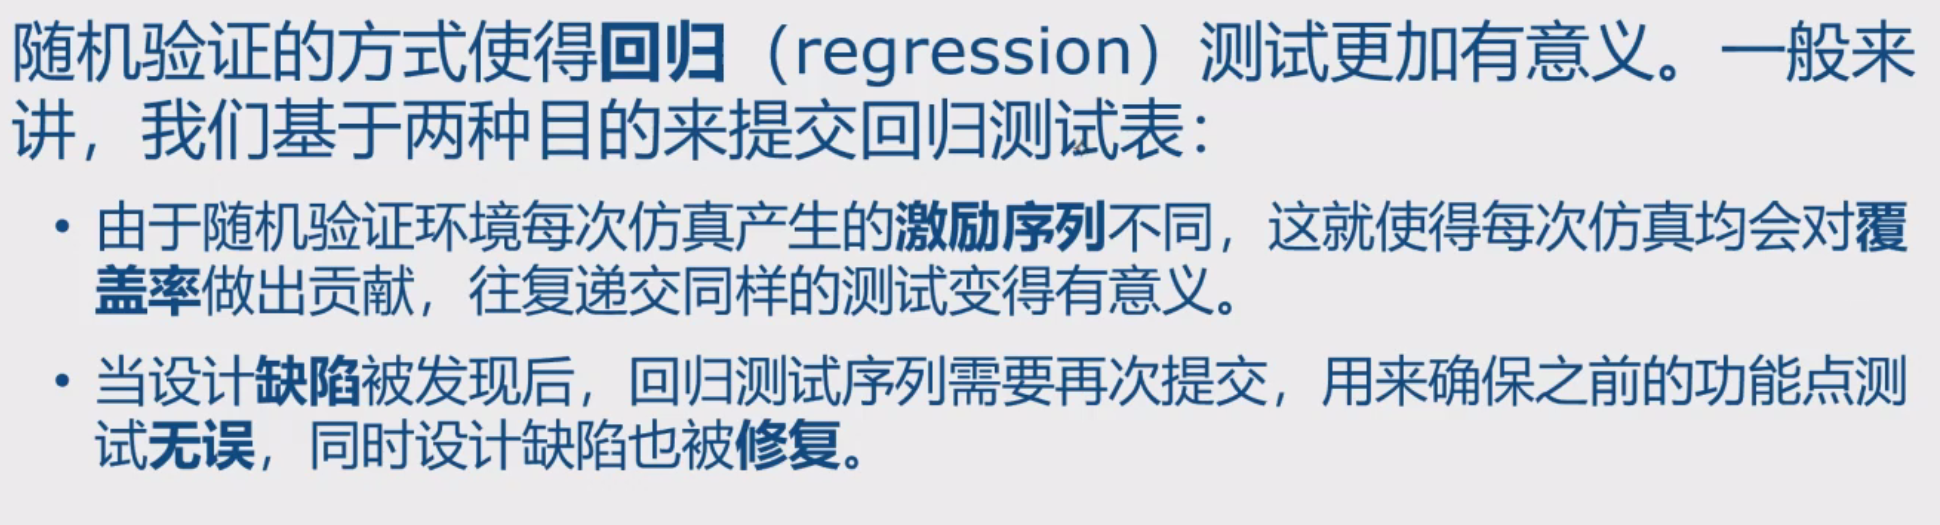 随机验证的方式使得回归（regression）测试更加有意义。一般来
讲，我们基于两种目的来提交回归测试表：
• 由于随机验证环境每次仿真产生的激励序列不同，这就使得每次仿真均会对覆
盖率做出贡献，往复递交同样的测试变得有意义。
• 当设计缺陷被发现后，回归测试序列需要再次提交，用来确保之前的功能点测
试无误，同时设计缺陷也被修复。